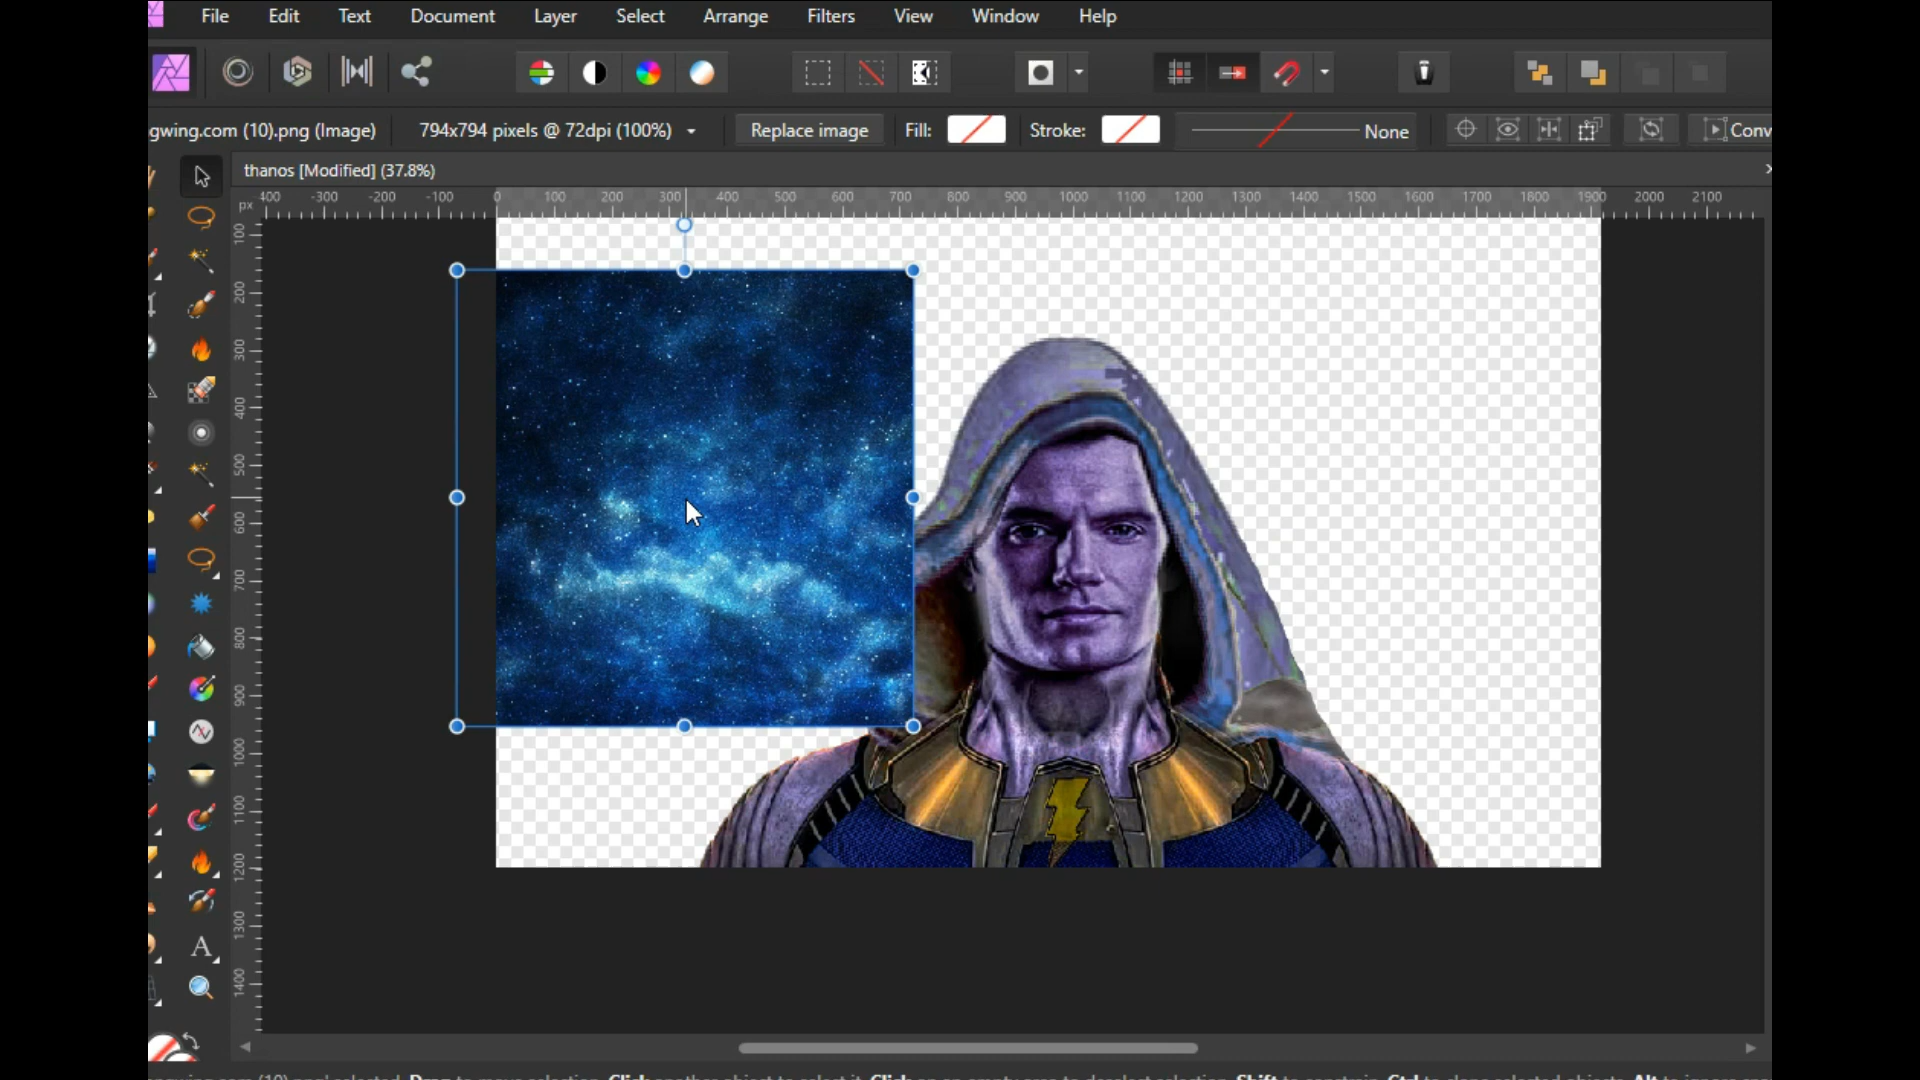 File Edit Text Document Layer Select Arrange Filters View Window Help
gwing.com (10).png (Image) 794x794 pixels @ 72dpi (100%) Replace image Fill: Stroke: None Conv
thanos [Modified] (37.8%)
px 400 -300 -200 -100 0 100 200 300 400 500 600 700 800 900 1000 1100 1200 1300 1400 1500 1600 1700 1800 1900 2000 2100
100
200
300
400
500
600
700
800
900
1000
1100
1200
1300
1400
A